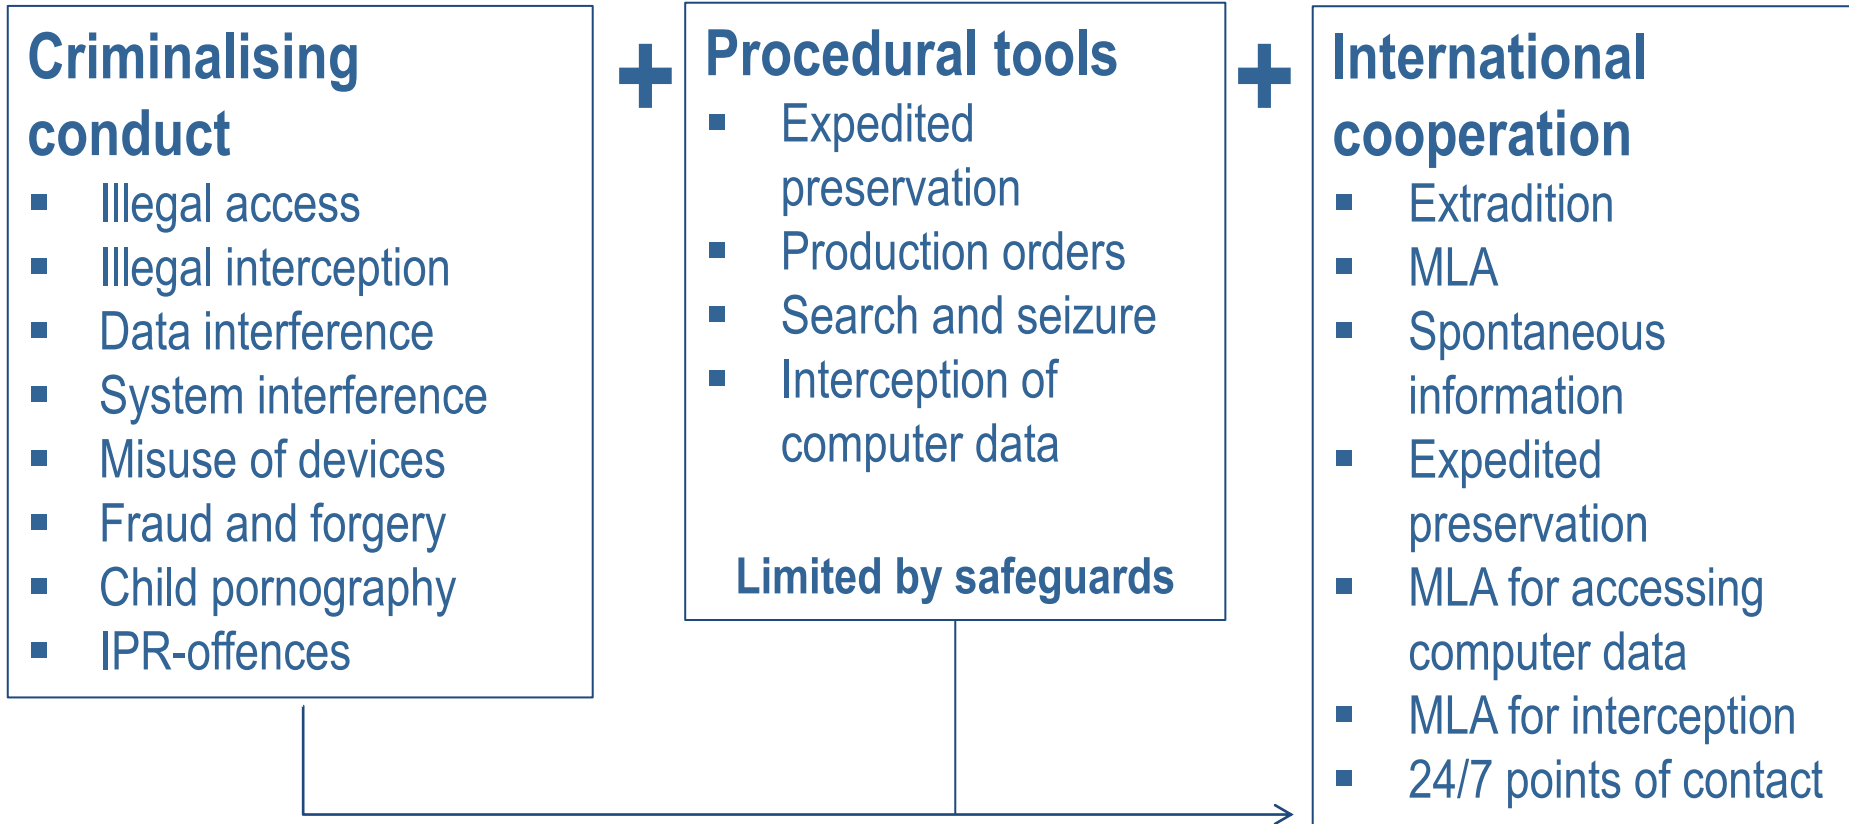 Criminalising
conduct
▪ Illegal access
▪ Illegal interception
▪ Data interference
▪ System interference
▪ Misuse of devices
▪ Fraud and forgery
▪ Child pornography
▪ IPR-offences
+
Procedural tools
▪ Expedited
preservation
▪ Production orders
▪ Search and seizure
▪ Interception of
computer data
Limited by safeguards
+
International
cooperation
▪ Extradition
▪ MLA
▪ Spontaneous
information
▪ Expedited
preservation
▪ MLA for accessing
computer data
▪ MLA for interception
▪ 24/7 points of contact